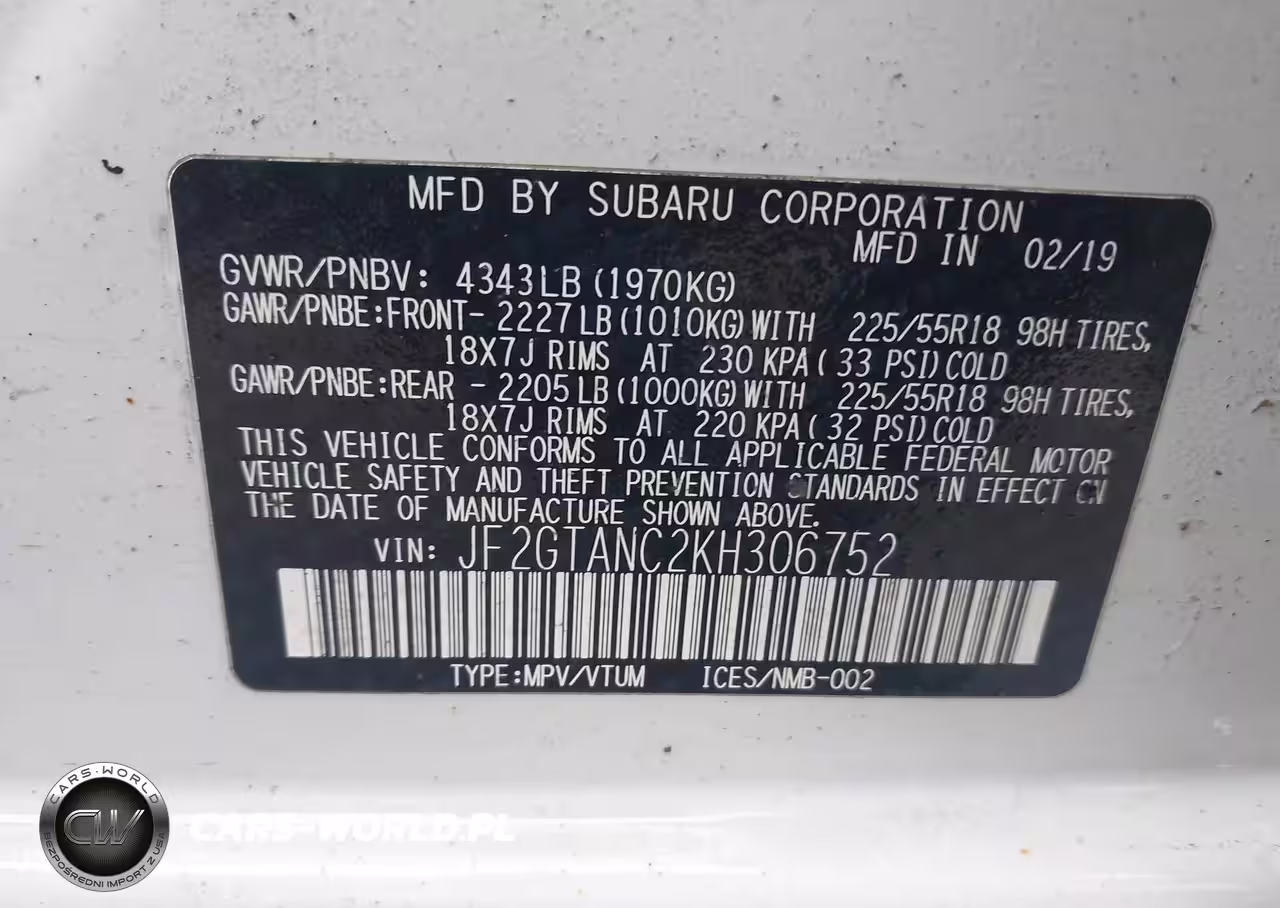 MFD BY SUBARU CORPORATION
MFD IN 02/19
GVWR/PNBV: 4343LB (1970KG)
GAWR/PNBE:FRONT- 2227LB(1010KG)WITH 225/55R18 98H TIRES,
18X7J RIMS AT 230 KPA( 33 PSI)COLD
GAWR/PNBE:REAR - 2205LB(1000KG)WITH 225/55R18 98H TIRES,
18X7J RIMS AT 220 KPA( 32 PSI)COLD
THIS VEHICLE CONFORMS TO ALL APPLICABLE FEDERAL MOTOR
VEHICLE SAFETY AND THEFT PREVENTION STANDARDS IN EFFECT ON
THE DATE OF MANUFACTURE SHOWN ABOVE.
VIN: JF2GTANC2KH306752
TYPE:MPV/VTUM ICES/NMB-002
CARS-WORLD
CW
BEZPOŚREDNI IMPORT Z USA
CARS-WORLD.PL